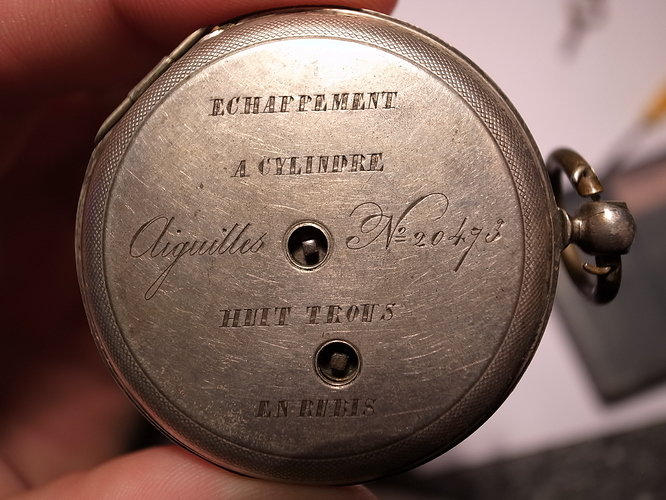 ECHAPPEMENT
A CYLINDRE
Aiguilles № 20473
HUIT TROUS
EN RUBIS